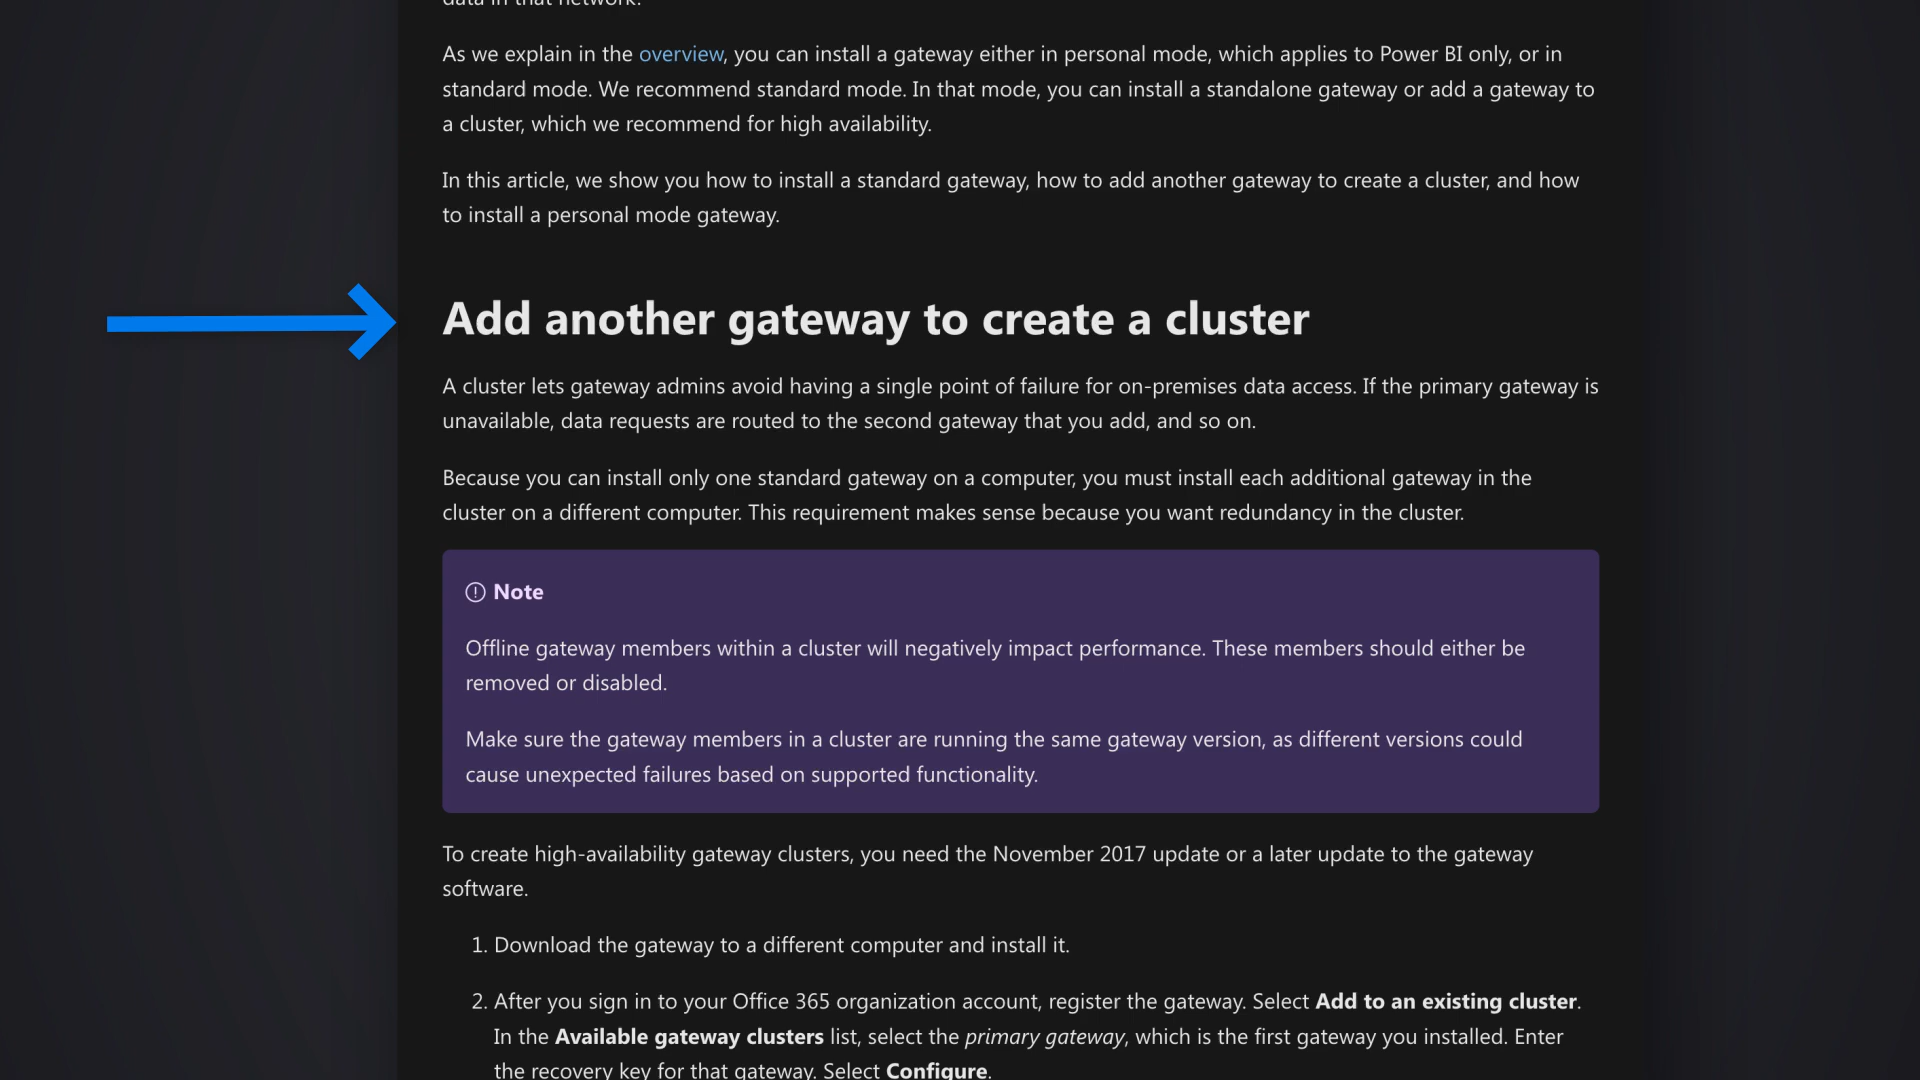 data in that network.
As we explain in the overview, you can install a gateway either in personal mode, which applies to Power BI only, or in
standard mode. We recommend standard mode. In that mode, you can install a standalone gateway or add a gateway to
a cluster, which we recommend for high availability.
In this article, we show you how to install a standard gateway, how to add another gateway to create a cluster, and how
to install a personal mode gateway.
Add another gateway to create a cluster
A cluster lets gateway admins avoid having a single point of failure for on-premises data access. If the primary gateway is
unavailable, data requests are routed to the second gateway that you add, and so on.
Because you can install only one standard gateway on a computer, you must install each additional gateway in the
cluster on a different computer. This requirement makes sense because you want redundancy in the cluster.
Note
Offline gateway members within a cluster will negatively impact performance. These members should either be
removed or disabled.
Make sure the gateway members in a cluster are running the same gateway version, as different versions could
cause unexpected failures based on supported functionality.
To create high-availability gateway clusters, you need the November 2017 update or a later update to the gateway
software.
1. Download the gateway to a different computer and install it.
2. After you sign in to your Office 365 organization account, register the gateway. Select Add to an existing cluster.
In the Available gateway clusters list, select the primary gateway, which is the first gateway you installed. Enter
the recovery key for that gateway. Select Configure.